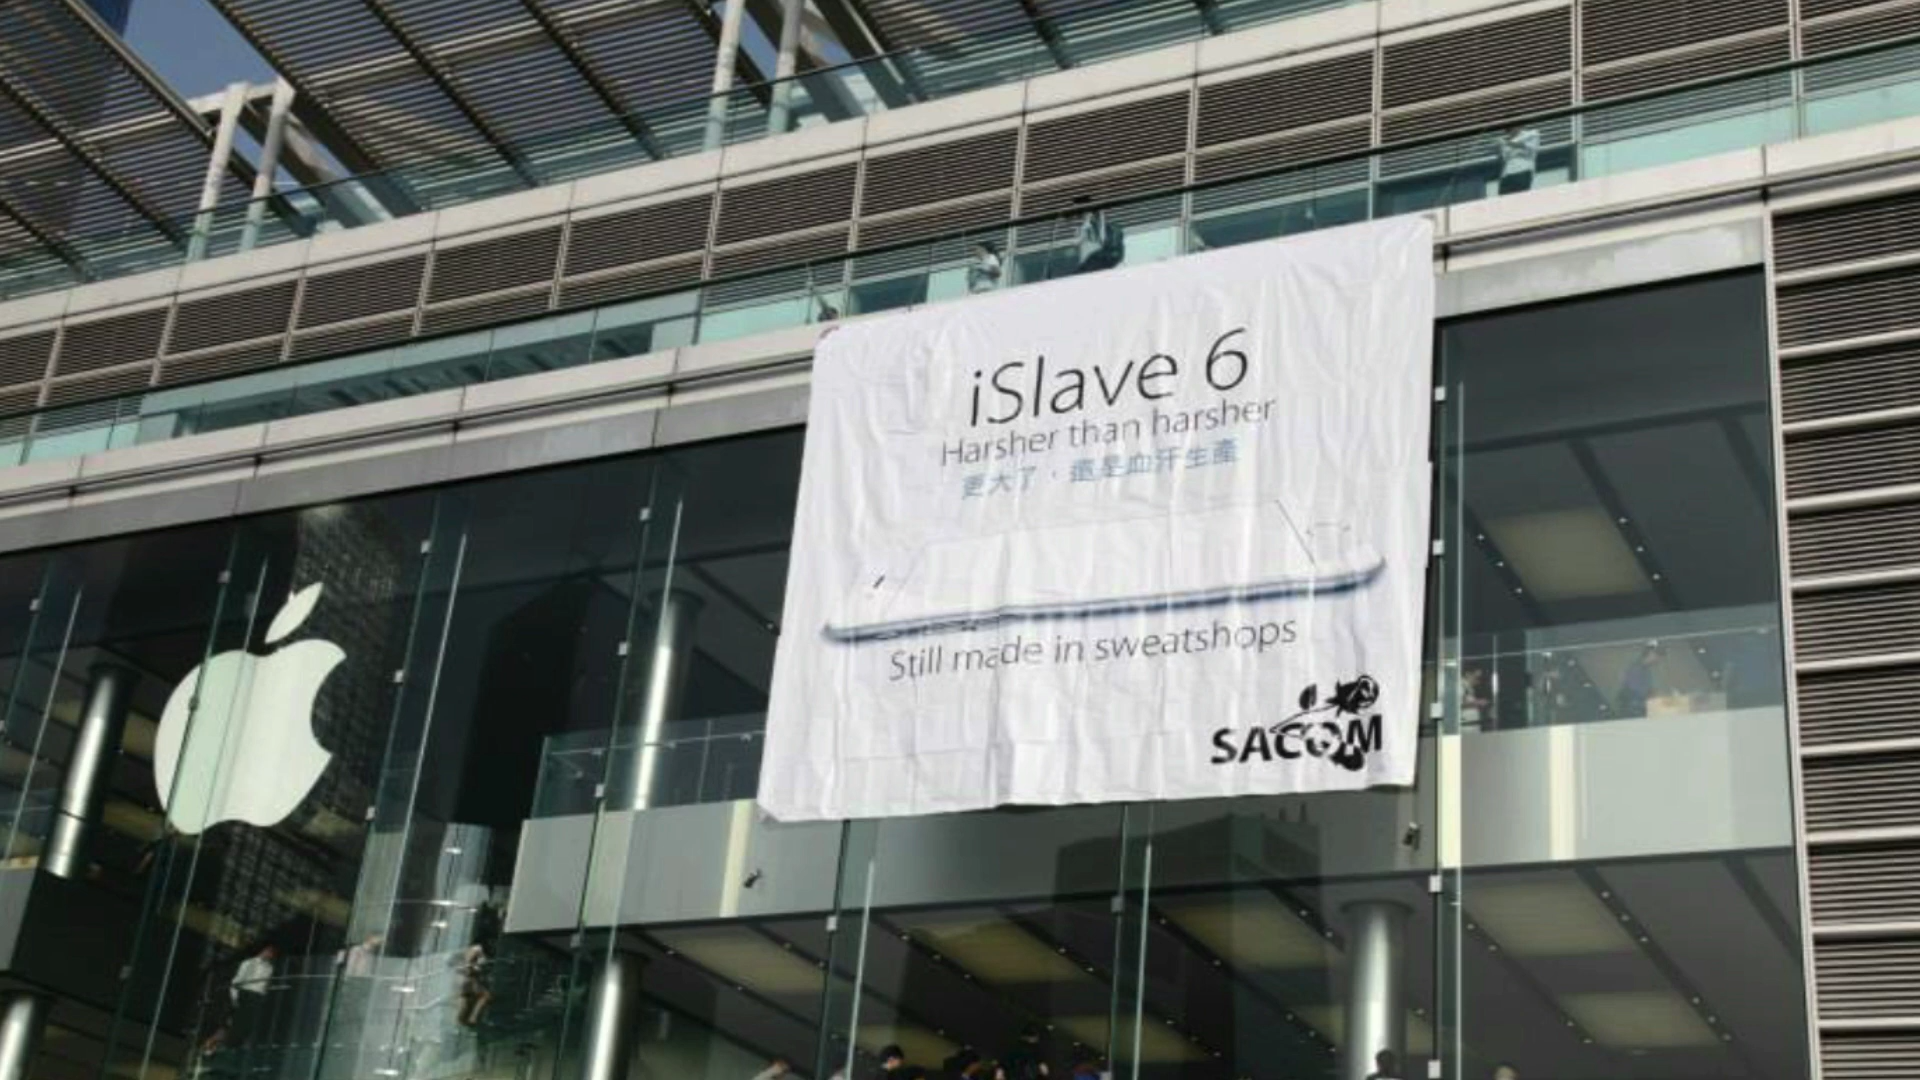 iSlave 6
Harsher than harsher
更大了，還是血汗生產
Still made in sweatshops
SACOM